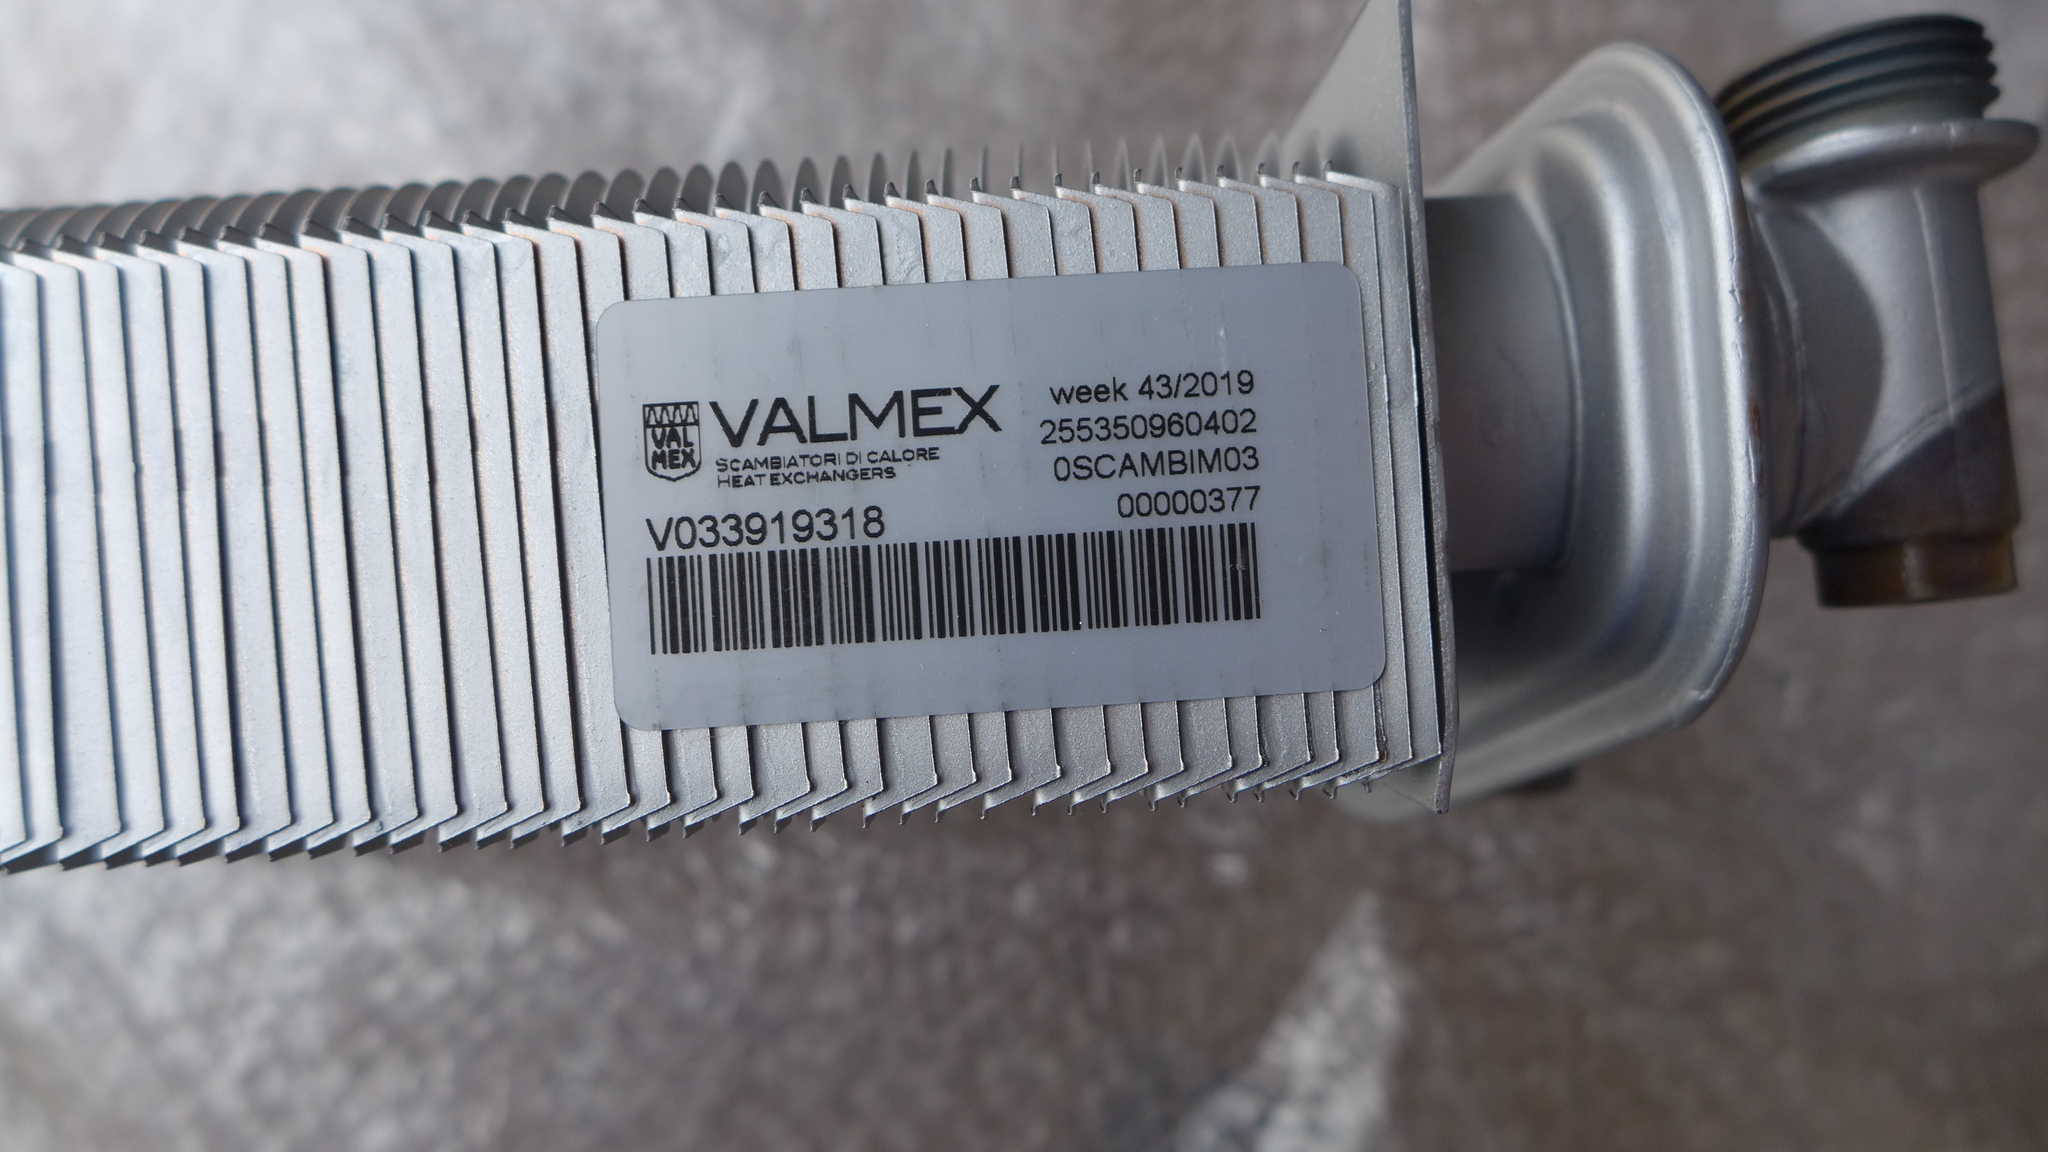 VAL
MEX
VALMEX
SCAMBIATORI DI CALORE
HEAT EXCHANGERS
week 43/2019
255350960402
0SCAMBIM03
00000377
V033919318